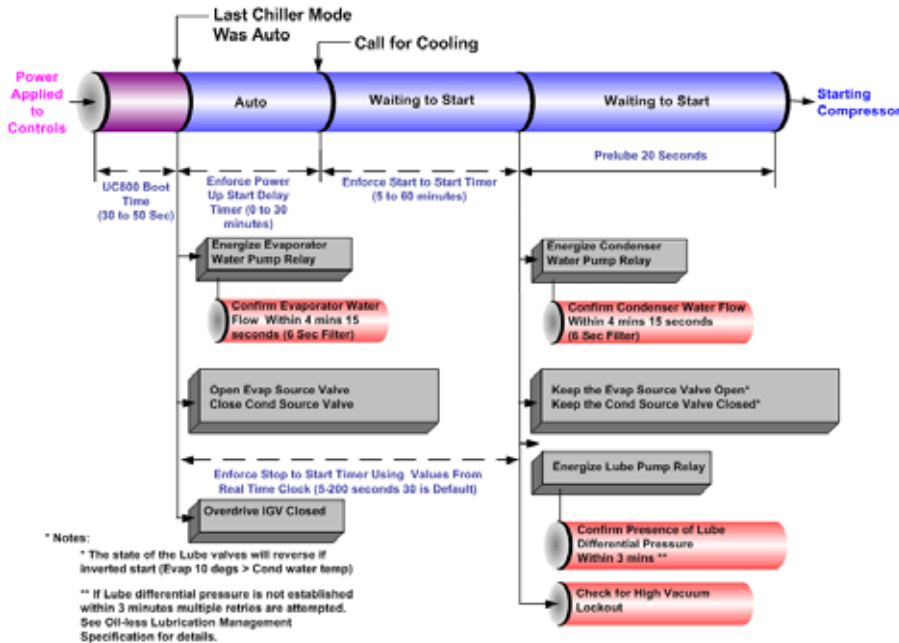 Last Chiller Mode
Was Auto
Call for Cooling
Power
Applied
to
Controls
Auto
Waiting to Start
Waiting to Start
Starting
Compressor
UC800 Boot
Time
(30 to 50 Sec)
Enforce Power
Up Start Delay
Timer (0 to 30
minutes)
Enforce Start to Start Timer
(5 to 60 minutes)
Prelube 20 Seconds
Energize Evaporator
Water Pump Relay
Confirm Evaporator Water
Flow Within 4 mins 15
seconds (6 Sec Filter)
Energize Condenser
Water Pump Relay
Confirm Condenser Water Flow
Within 4 mins 15 seconds
(6 Sec Filter)
Open Evap Source Valve
Close Cond Source Valve
Keep the Evap Source Valve Open*
Keep the Cond Source Valve Closed*
Enforce Stop to Start Timer Using Values From
Real Time Clock (5-200 seconds 30 is Default)
Energize Lube Pump Relay
Overdrive IGV Closed
Confirm Presence of Lube
Differential Pressure
Within 3 mins **
Check for High Vacuum
Lockout
* Notes:
* The state of the Lube valves will reverse if
inverted start (Evap 10 degs > Cond water temp)
** If Lube differential pressure is not established
within 3 minutes multiple retries are attempted.
See Oil-less Lubrication Management
Specification for details.